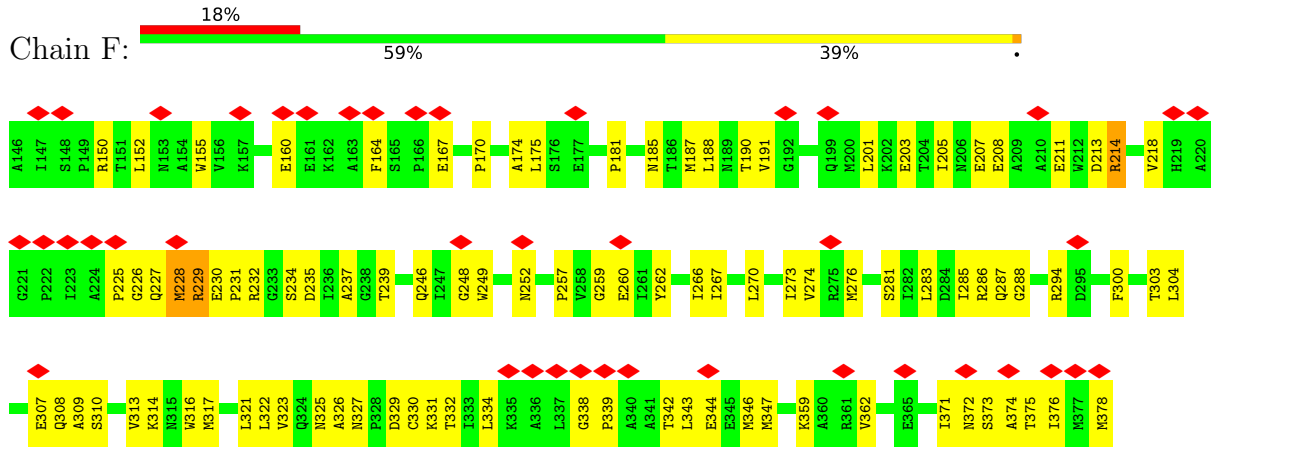 18%
Chain F:
59% 39% •
A146 I147 S148 P149 R150 T151 L152 N153 A154 W155 V156 K157 E160 E161 K162 A163 F164 S165 P166 E167 P170 A174 L175 S176 E177 P181 N185 T186 M187 L188 N189 T190 V191 G192 Q199 M200 L201 K202 E203 T204 I205 N206 E207 E208 A209 A210 E211 W212 D213 R214 V218 H219 A220
G221 P222 I223 A224 P225 G226 Q227 M228 R229 E230 P231 R232 G233 S234 D235 I236 A237 G238 T239 Q246 I247 G248 W249 N252 P257 V258 G259 E260 I261 Y262 I266 I267 L270 I273 V274 R275 M276 S281 I282 L283 D284 I285 R286 Q287 G288 R294 D295 F300 T303 L304
E307 Q308 A309 S310 V313 K314 N315 W316 M317 L321 L322 V323 Q324 N325 A326 N327 P328 D329 C330 K331 T332 I333 L334 K335 A336 L337 G338 P339 A340 A341 T342 L343 E344 E345 M346 M347 K359 A360 R361 V362 E365 I371 N372 S373 A374 T375 I376 M377 M378